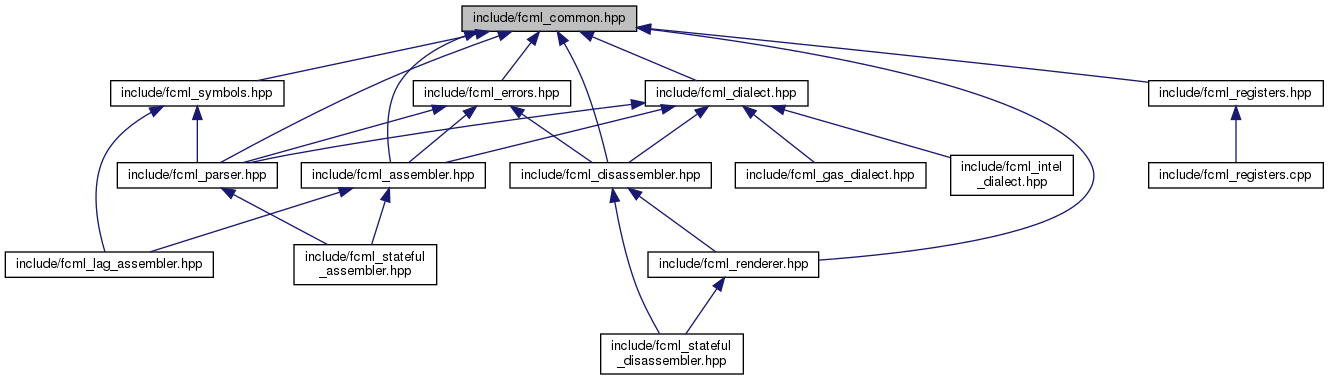 include/fcml_common.hpp
include/fcml_symbols.hpp
include/fcml_errors.hpp
include/fcml_dialect.hpp
include/fcml_registers.hpp
include/fcml_parser.hpp
include/fcml_assembler.hpp
include/fcml_disassembler.hpp
include/fcml_gas_dialect.hpp
include/fcml_intel
_dialect.hpp
include/fcml_registers.cpp
include/fcml_lag_assembler.hpp
include/fcml_stateful
_assembler.hpp
include/fcml_renderer.hpp
include/fcml_stateful
_disassembler.hpp